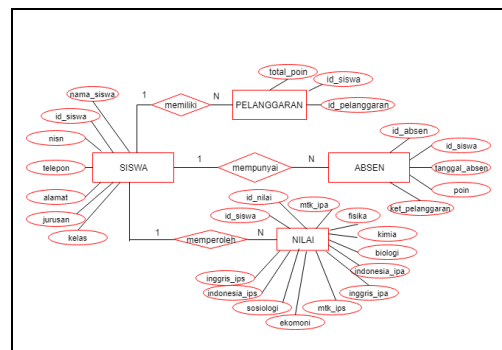 total_poin
nama_siswa
id_siswa
1
N
memiliki
PELANGGARAN
id_pelanggaran
id_siswa
nisn
id_absen
id_siswa
telepon
SISWA
1
mempunyai
N
ABSEN
tanggal_absen
alamat
id_nilai
mtk_ipa
poin
jurusan
id_siswa
fisika
ket_pelanggaran
kelas
1
memperoleh
N
NILAI
kimia
biologi
inggris_ips
indonesia_ipa
indonesia_ips
inggris_ipa
sosiologi
mtk_ips
ekomoni